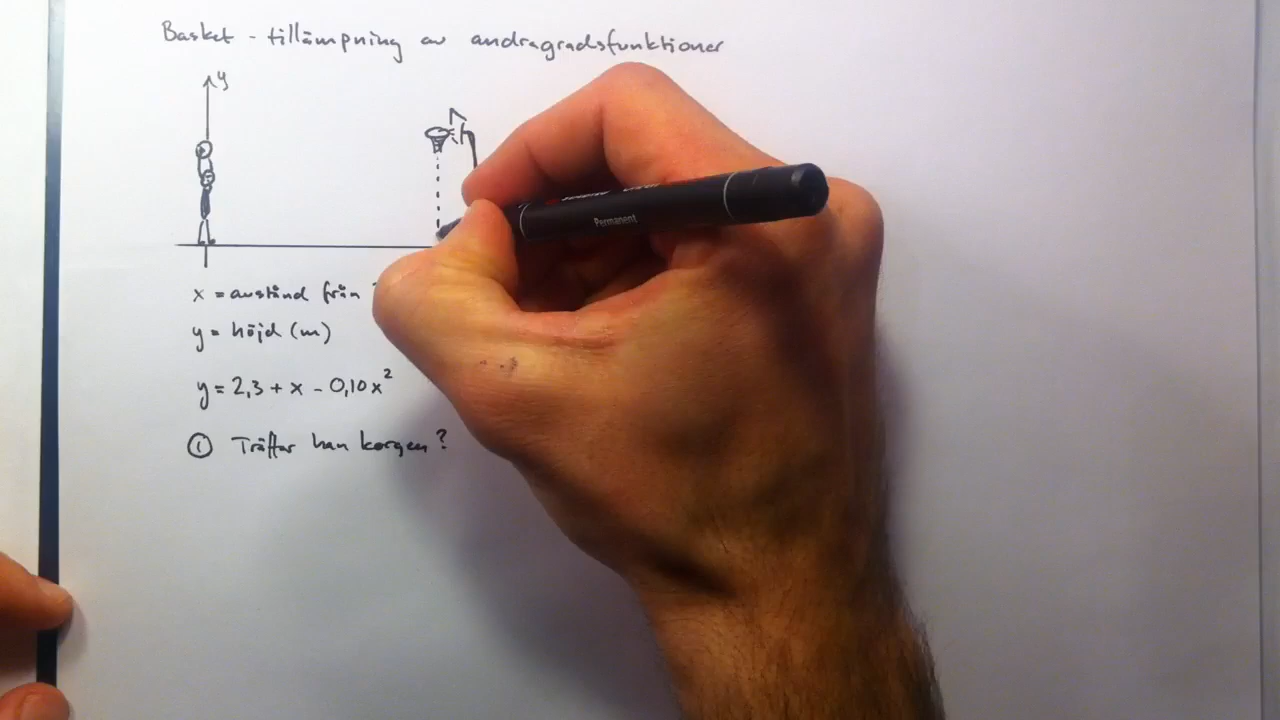 Basket - tillämpning av andragradsfunktioner
y
x = avstånd från
y = höjd (m)
y = 2,3 + x - 0,10x²
① Träffar han korgen?
Permanent